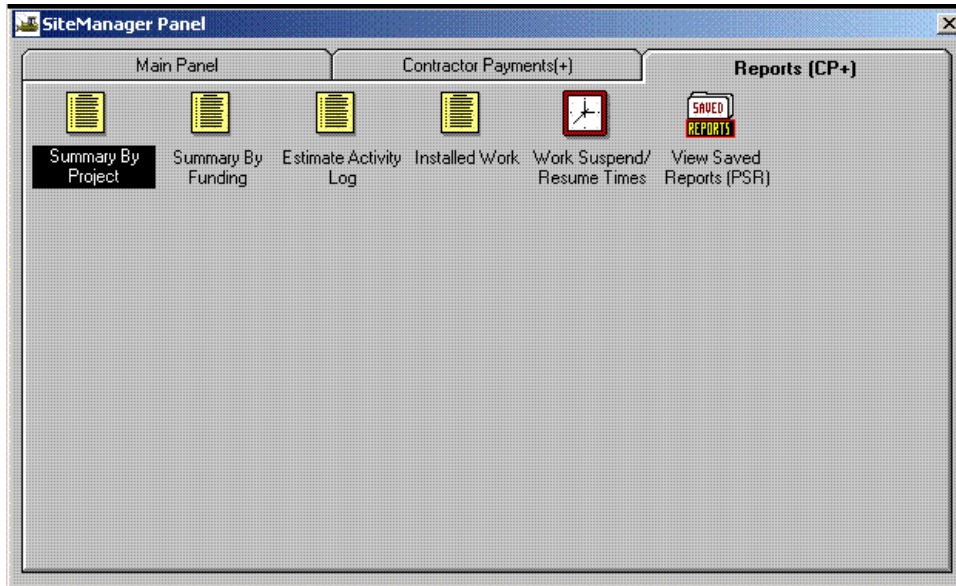 SiteManager Panel
Main Panel
Contractor Payments(+)
Reports (CP+)
SAVED
REPORTS
Summary By
Project
Summary By
Funding
Estimate Activity
Log
Installed Work
Work Suspend/
Resume Times
View Saved
Reports (PSR)